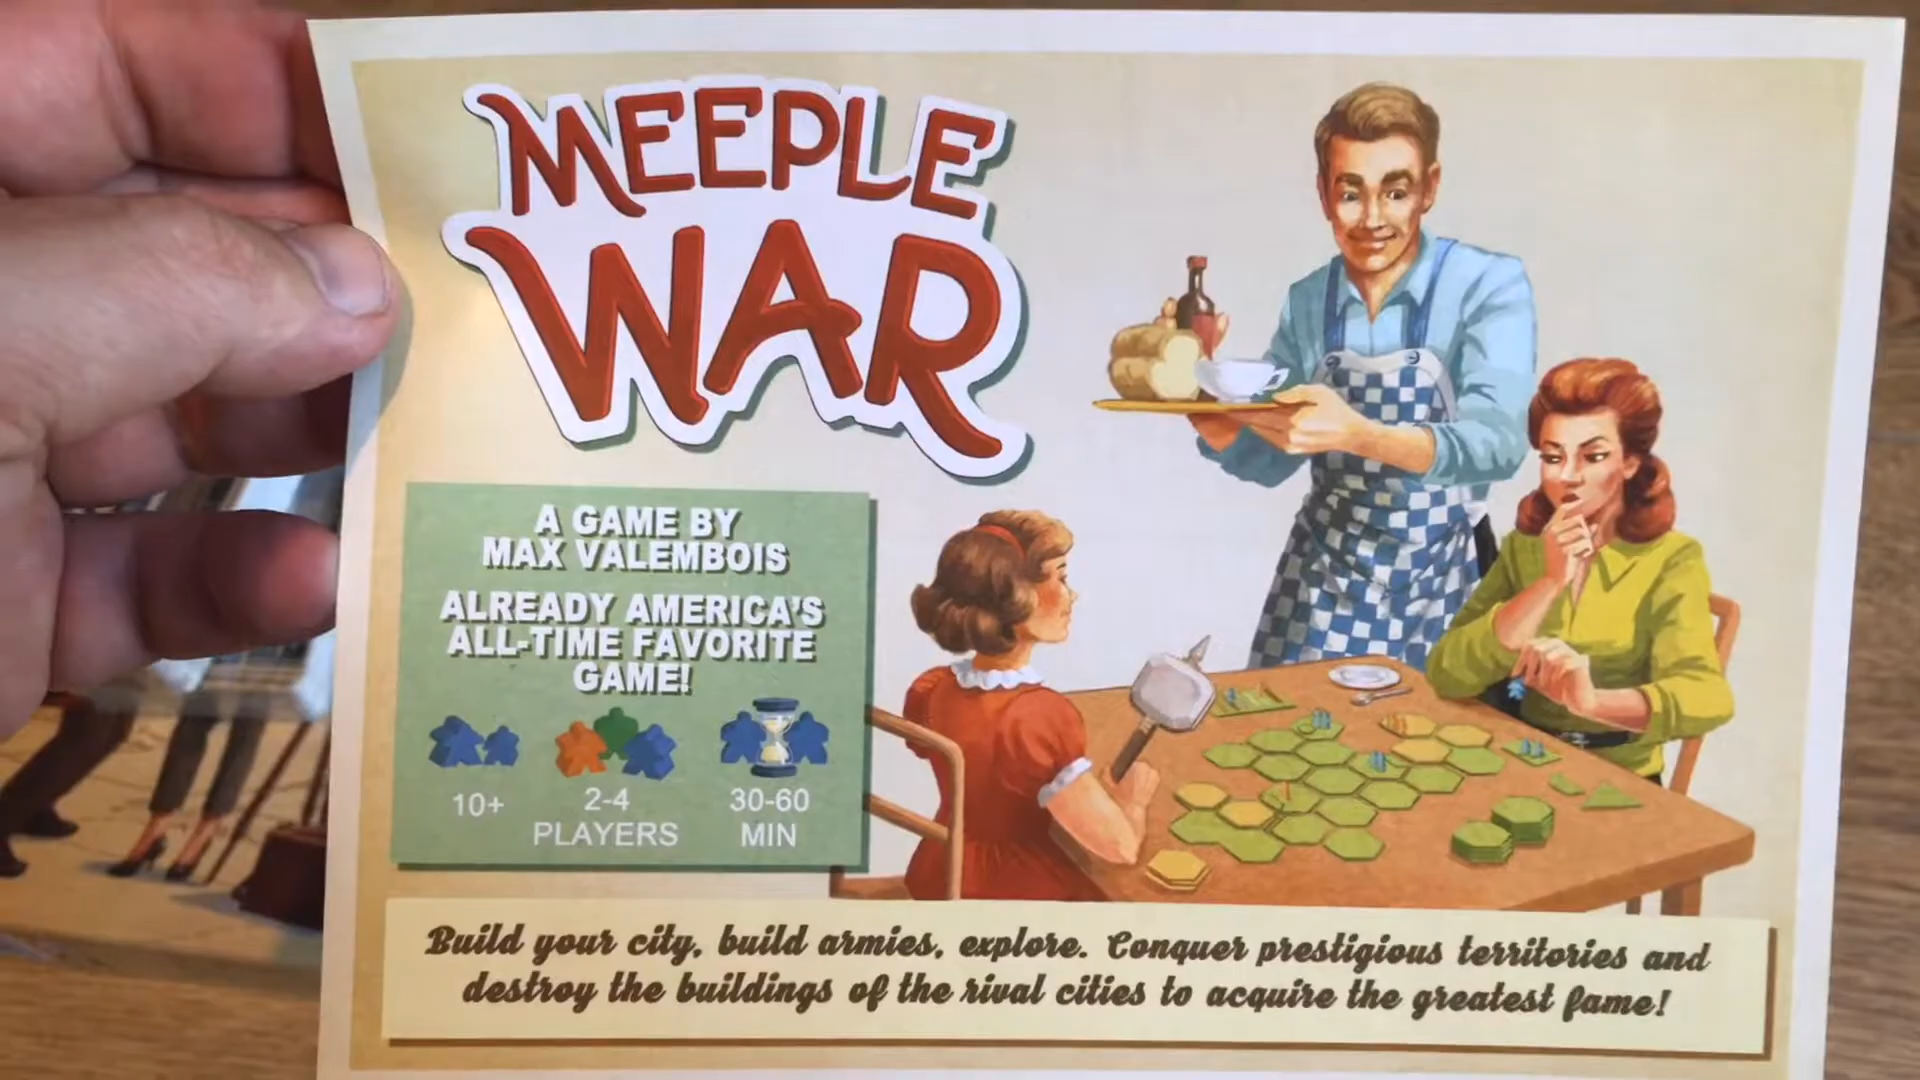 MEEPLE
WAR
A GAME BY
MAX VALEMBOIS
ALREADY AMERICA'S
ALL-TIME FAVORITE
GAME!
10+
2-4
PLAYERS
30-60
MIN
Build your city, build armies, explore. Conquer prestigious territories and
destroy the buildings of the rival cities to acquire the greatest fame!